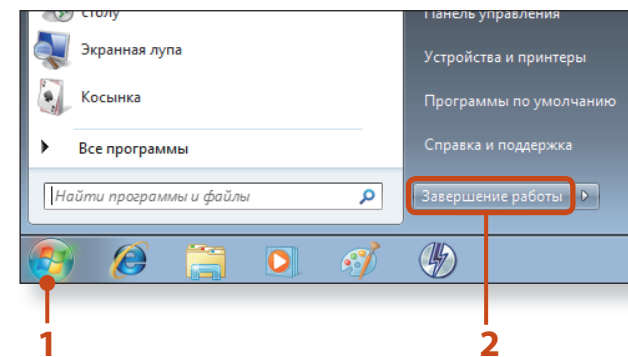 столу
Экранная лупа
Косынка
Все программы
Найти программы и файлы
Панель управления
Устройства и принтеры
Программы по умолчанию
Справка и поддержка
Завершение работы
1
2